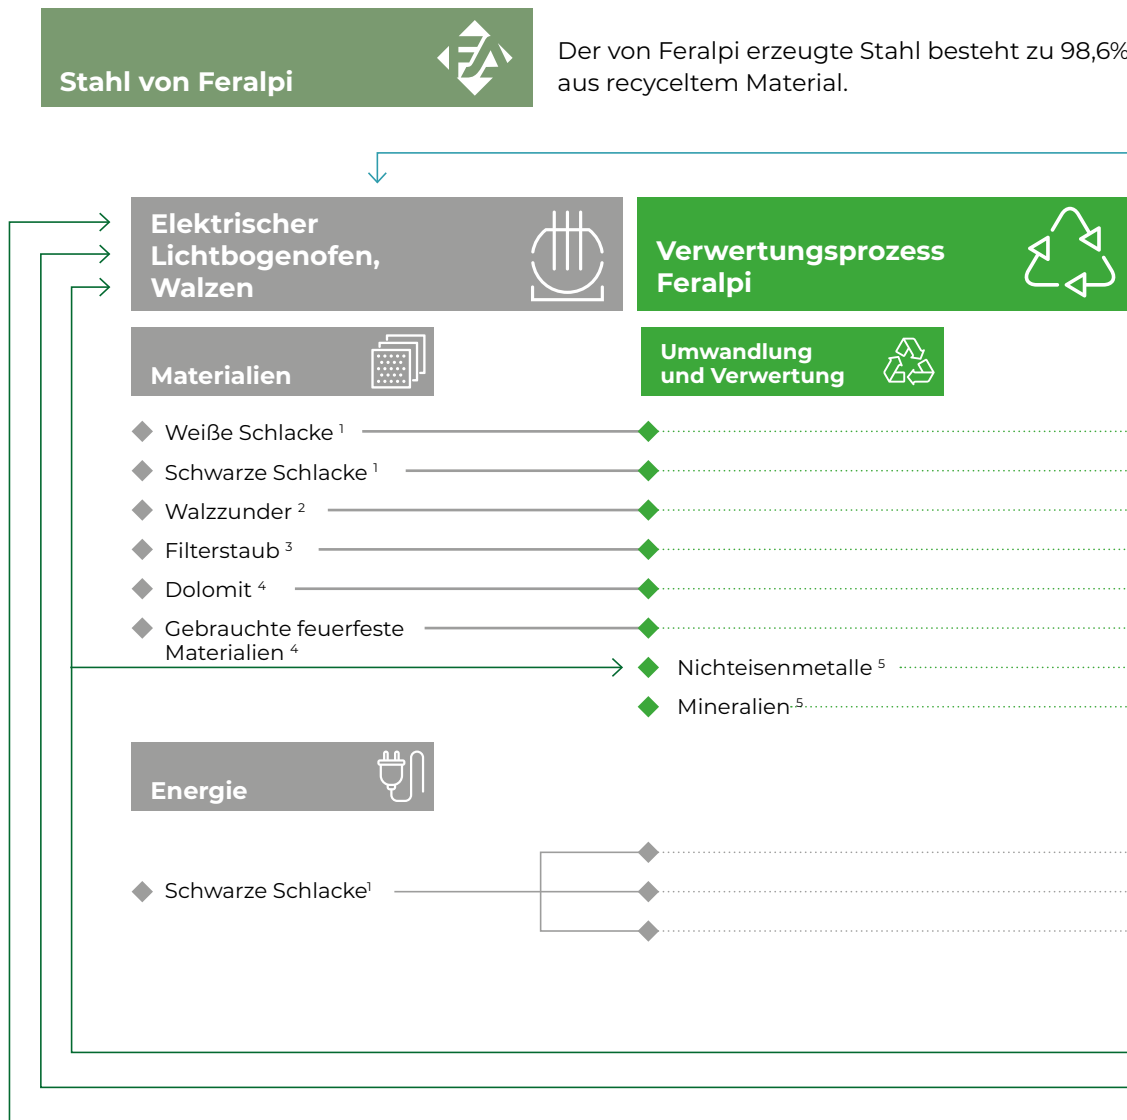 Stahl von Feralpi
Der von Feralpi erzeugte Stahl besteht zu 98,6%
aus recyceltem Material.
Elektrischer
Lichtbogenofen,
Walzen
Verwertungsprozess
Feralpi
Materialien
Umwandlung
und Verwertung
Weiße Schlacke ¹
Schwarze Schlacke ¹
Walzzunder ²
Filterstaub ³
Dolomit ⁴
Gebrauchte feuerfeste
Materialien ⁴
Nichteisenmetalle ⁵
Mineralien ⁵
Energie
Schwarze Schlacke¹